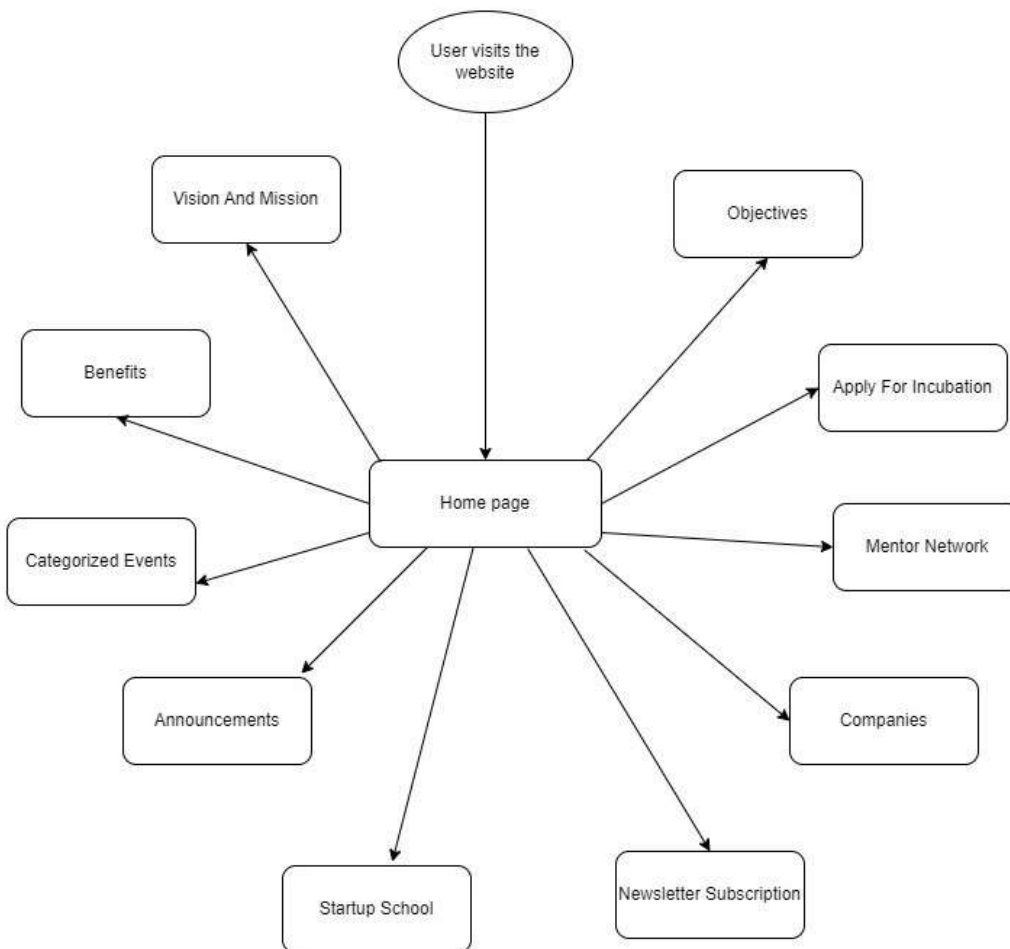 User visits the
website
Vision And Mission
Objectives
Benefits
Apply For Incubation
Home page
Categorized Events
Mentor Network
Announcements
Companies
Startup School
Newsletter Subscription